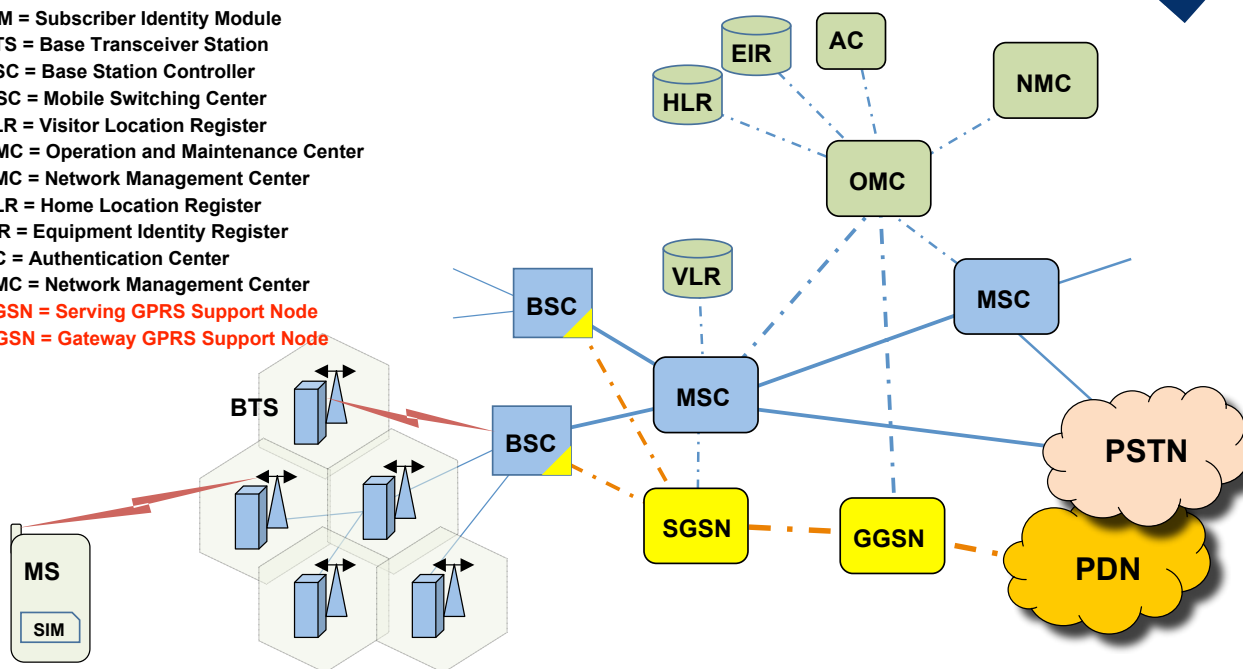 M = Subscriber Identity Module
TS = Base Transceiver Station
SC = Base Station Controller
SC = Mobile Switching Center
LR = Visitor Location Register
MC = Operation and Maintenance Center
MC = Network Management Center
LR = Home Location Register
R = Equipment Identity Register
C = Authentication Center
MC = Network Management Center
GSN = Serving GPRS Support Node
GSN = Gateway GPRS Support Node
EIR
AC
HLR
NMC
OMC
VLR
BSC
MSC
MSC
BTS
BSC
PSTN
SGSN
GGSN
PDN
MS
SIM